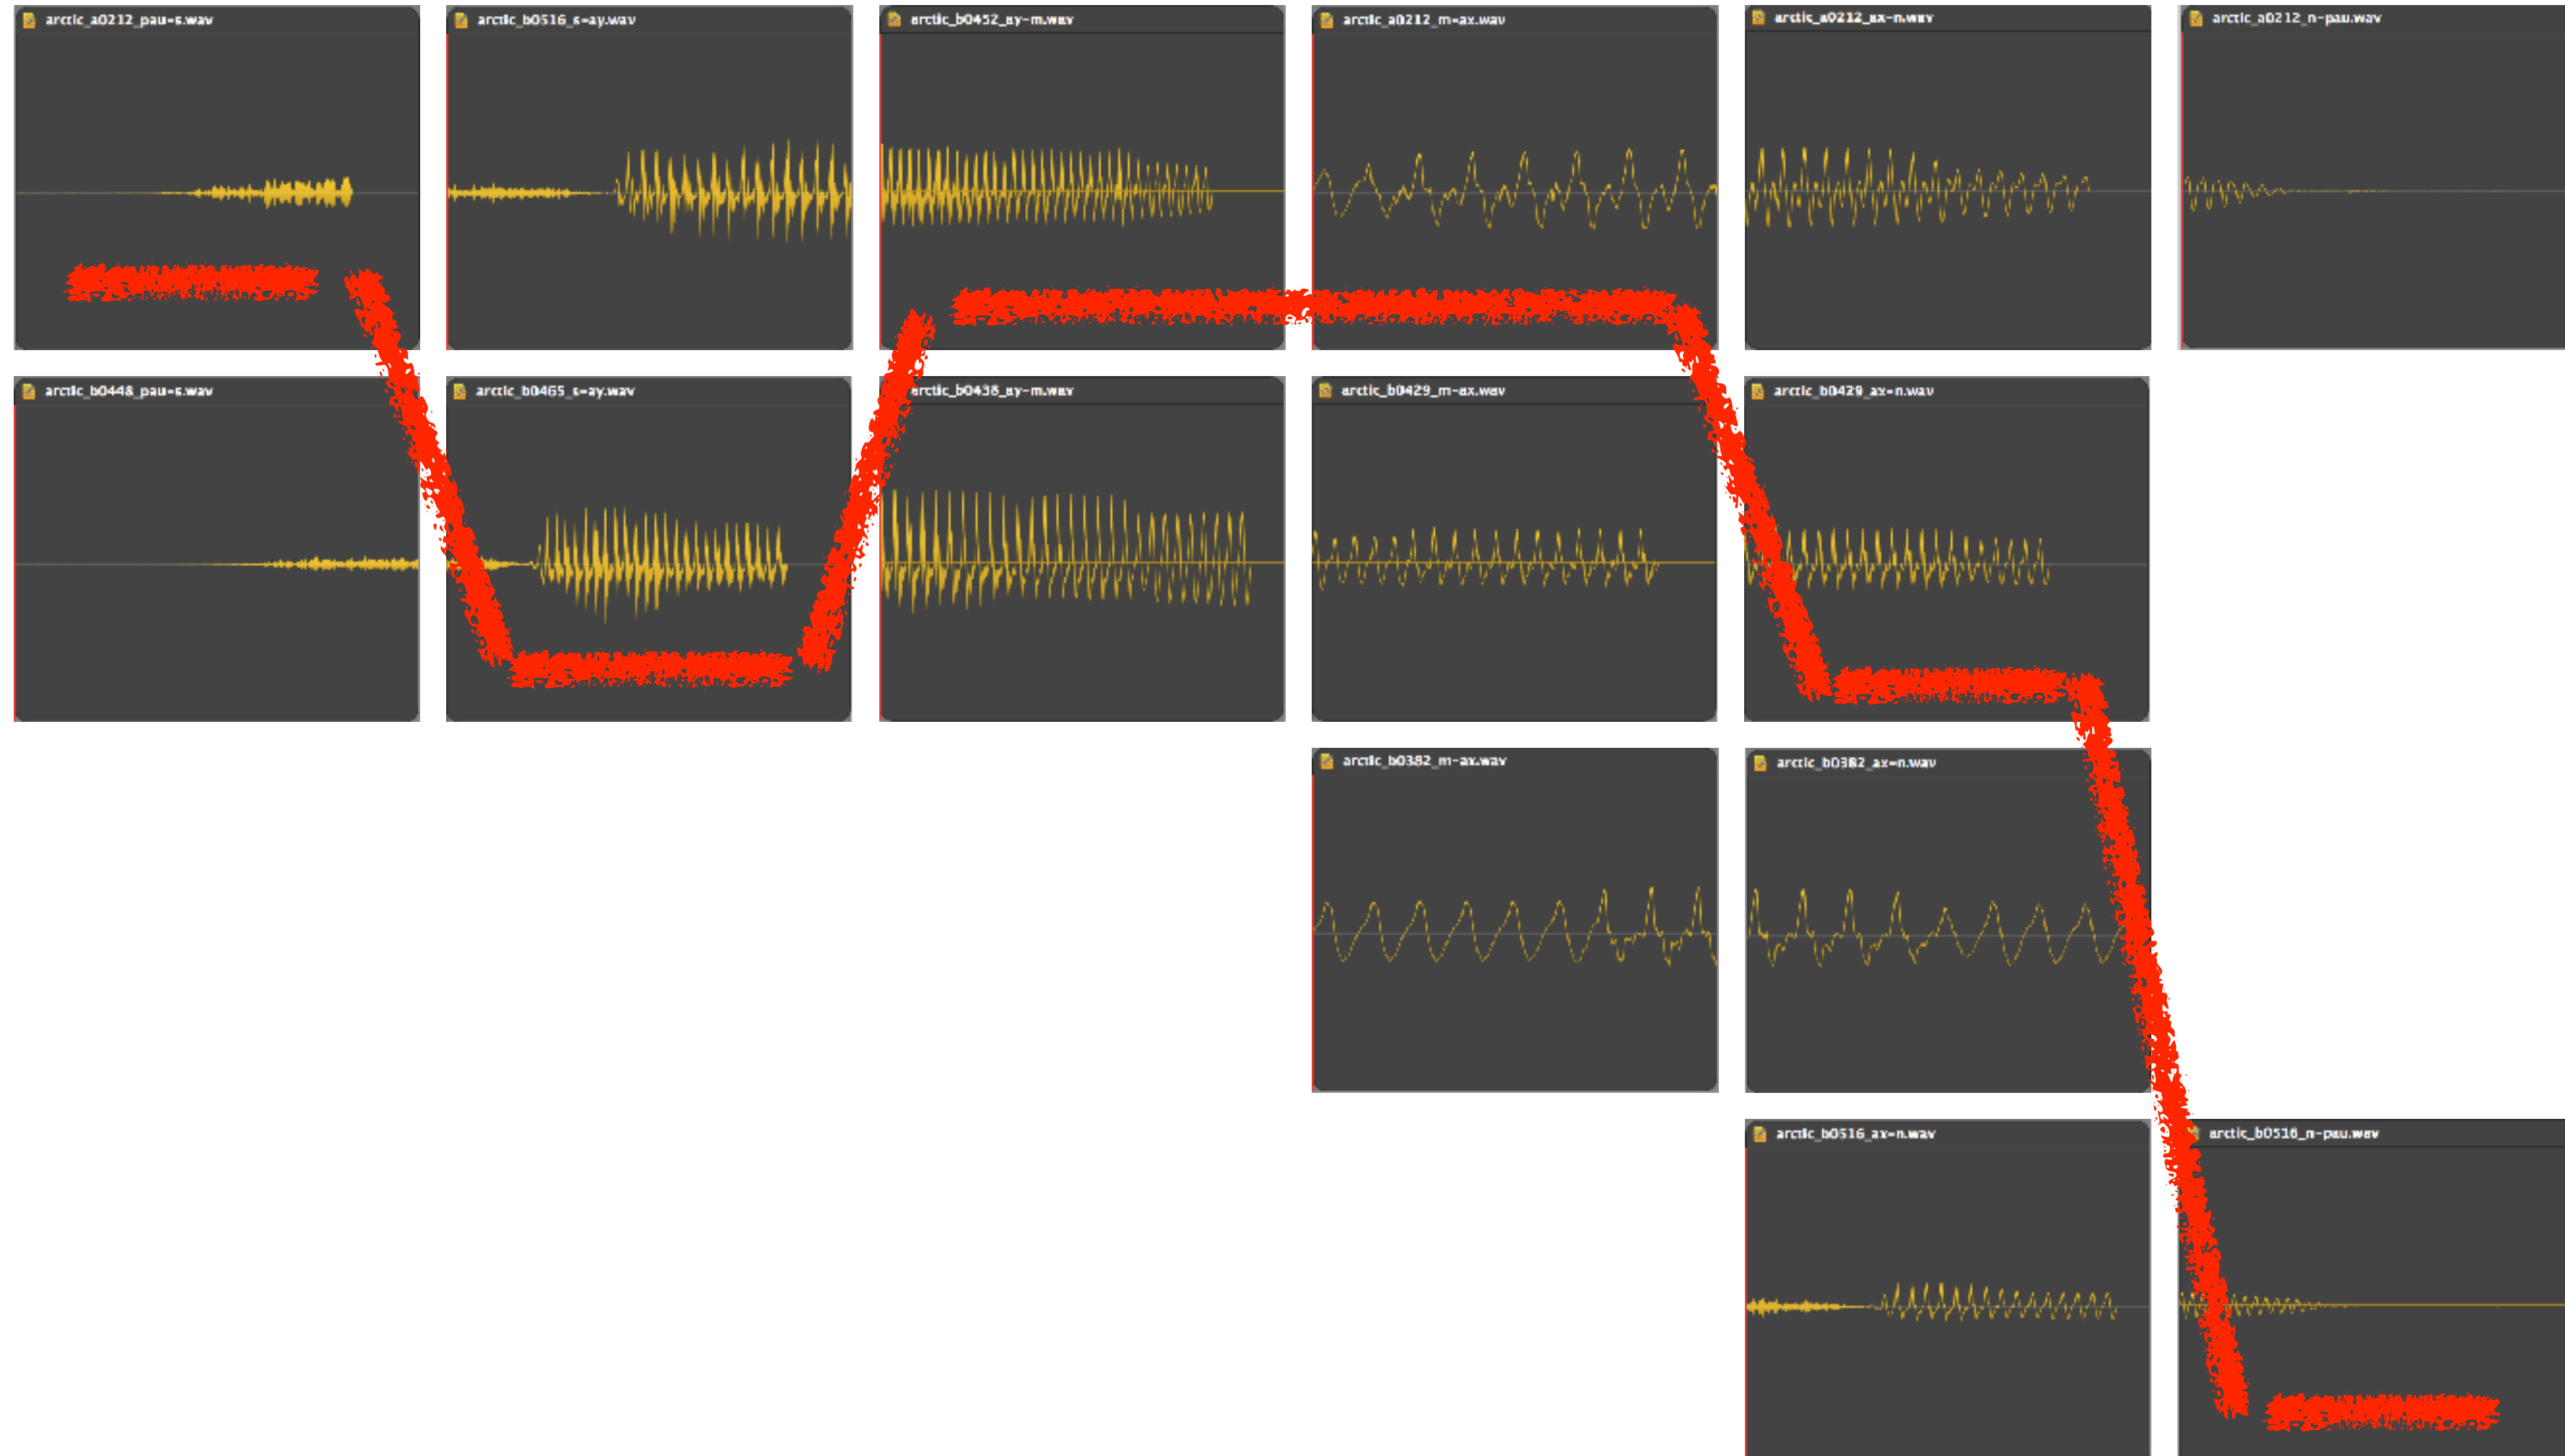 arctic_a0212_pau-s.wav
arctic_b0516_s-ay.wav
arctic_b0452_ay-m.wav
arctic_a0212_m-ax.wav
arctic_a0212_ax-n.wav
arctic_a0212_n-pau.wav
arctic_b0448_pau-s.wav
arctic_b0465_s-ay.wav
arctic_b0438_ay-m.wav
arctic_b0429_m-ax.wav
arctic_b0429_ax-n.wav
arctic_b0382_m-ax.wav
arctic_b0382_ax-n.wav
arctic_b0516_ax-n.wav
arctic_b0516_n-pau.wav